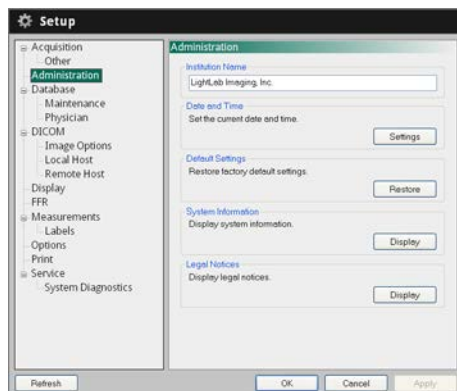 Setup
Acquisition
Other
Administration
Database
Maintenance
Physician
DICOM
Image Options
Local Host
Remote Host
Display
FFR
Measurements
Labels
Options
Print
Service
System Diagnostics
Administration
Institution Name
LightLab Imaging, Inc.
Date and Time
Set the current date and time.
Settings
Default Settings
Restore factory default settings.
Restore
System Information
Display system information.
Display
Legal Notices
Display legal notices.
Display
Refresh
OK
Cancel
Apply